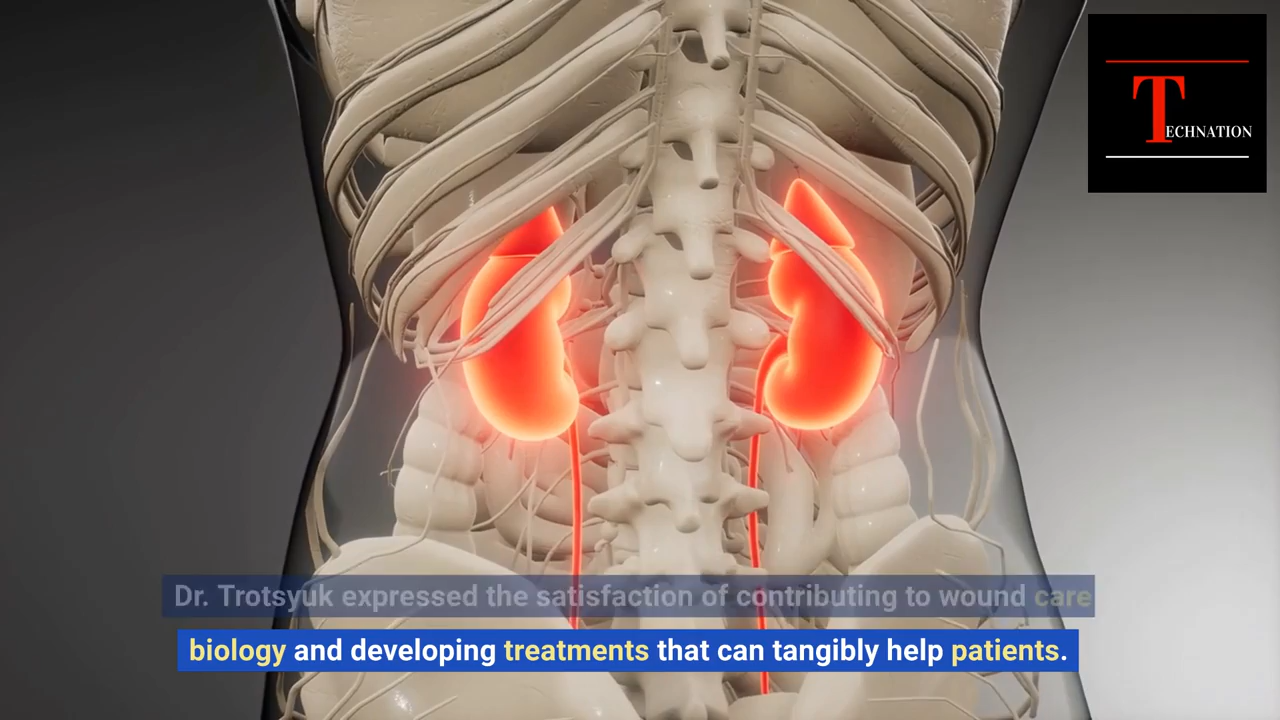 TECHNATION
Dr. Trotsyuk expressed the satisfaction of contributing to wound care
biology and developing treatments that can tangibly help patients.